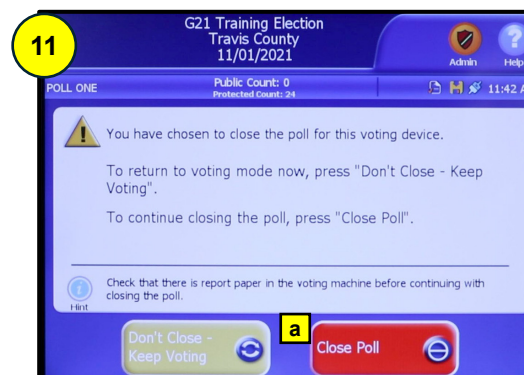 11
G21 Training Election
Travis County
11/01/2021
Admin
Help
POLL ONE
Public Count: 0
Protected Count: 24
11:42 A
You have chosen to close the poll for this voting device.
To return to voting mode now, press "Don't Close - Keep
Voting".
To continue closing the poll, press "Close Poll".
Hint
Check that there is report paper in the voting machine before continuing with
closing the poll.
Don't Close -
Keep Voting
a
Close Poll